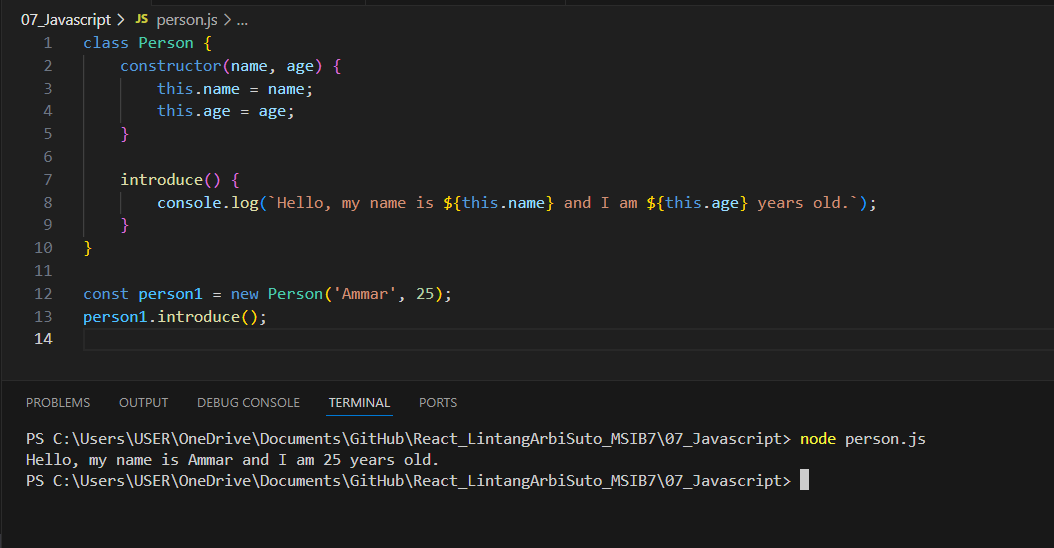 07_Javascript > JS person.js > ...
1 class Person {
2     constructor(name, age) {
3         this.name = name;
4         this.age = age;
5     }
6
7     introduce() {
8         console.log(`Hello, my name is ${this.name} and I am ${this.age} years old.`);
9     }
10 }
11
12 const person1 = new Person('Ammar', 25);
13 person1.introduce();
14
PROBLEMS OUTPUT DEBUG CONSOLE TERMINAL PORTS
PS C:\Users\USER\OneDrive\Documents\GitHub\React_LintangArbiSuto_MSIB7\07_Javascript> node person.js
Hello, my name is Ammar and I am 25 years old.
PS C:\Users\USER\OneDrive\Documents\GitHub\React_LintangArbiSuto_MSIB7\07_Javascript>